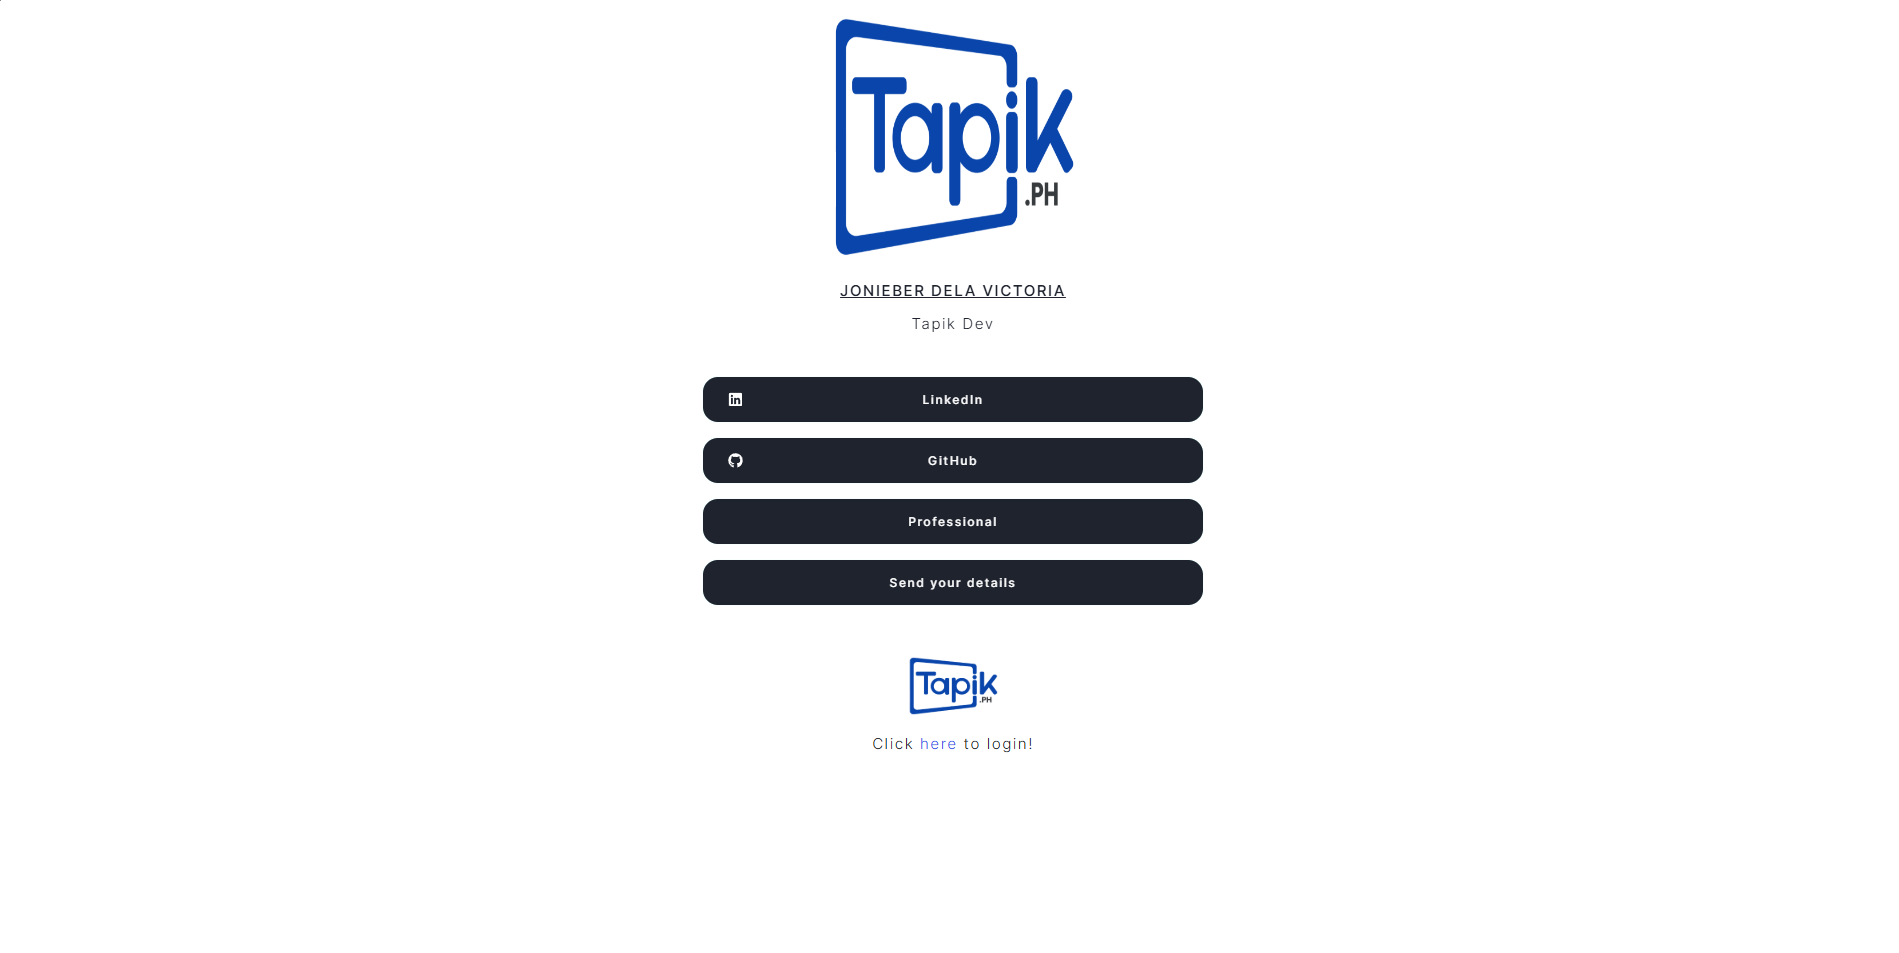 Tapik
.PH
JONIEBER DELA VICTORIA
Tapik Dev
LinkedIn
GitHub
Professional
Send your details
Tapik
.PH
Click here to login!